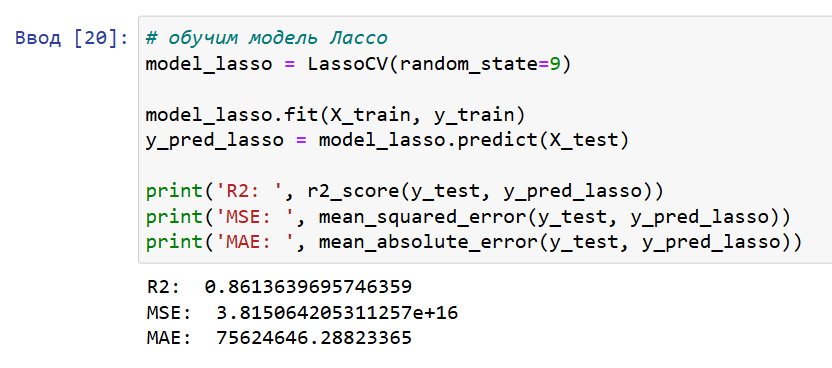 Ввод [20]: # обучим модель Лассо
model_lasso = LassoCV(random_state=9)
model_lasso.fit(X_train, y_train)
y_pred_lasso = model_lasso.predict(X_test)
print('R2: ', r2_score(y_test, y_pred_lasso))
print('MSE: ', mean_squared_error(y_test, y_pred_lasso))
print('MAE: ', mean_absolute_error(y_test, y_pred_lasso))
R2:  0.8613639695746359
MSE:  3.815064205311257e+16
MAE:  75624646.28823365